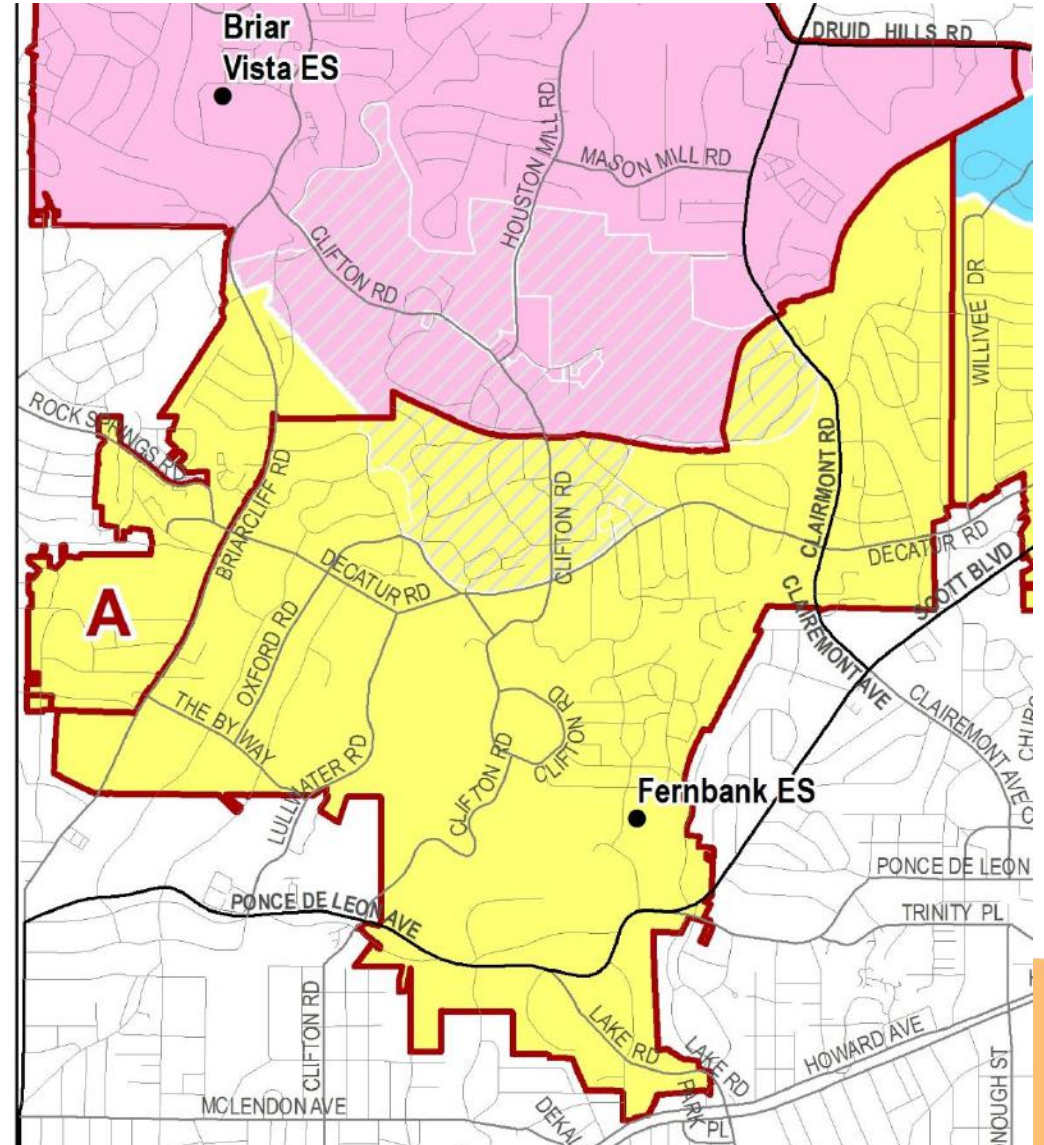 DRUID HILLS RD
Briar
Vista ES
HOUSTON MILL RD
MASON MILL RD
CLIFTON RD
WILLIVEE DR
ROCK SPRINGS RD
BRIARCLIFF RD
CLIFTON RD
CLAIRMONT RD
DECATUR RD
DECATUR RD
SCOTT BLVD
A
OXFORD RD
CLAIREMONT AVE
THE BY WAY
CLIFTON RD
CLAIREMONT AVE
LULLWATER RD
CLIFTON RD
Fernbank ES
PONCE DE LEON
PONCE DE LEON AVE
TRINITY PL
CLIFTON RD
LAKE RD
LAKE RD
HOWARD AVE
MCLENDON AVE
PARK PL
NOUGH ST